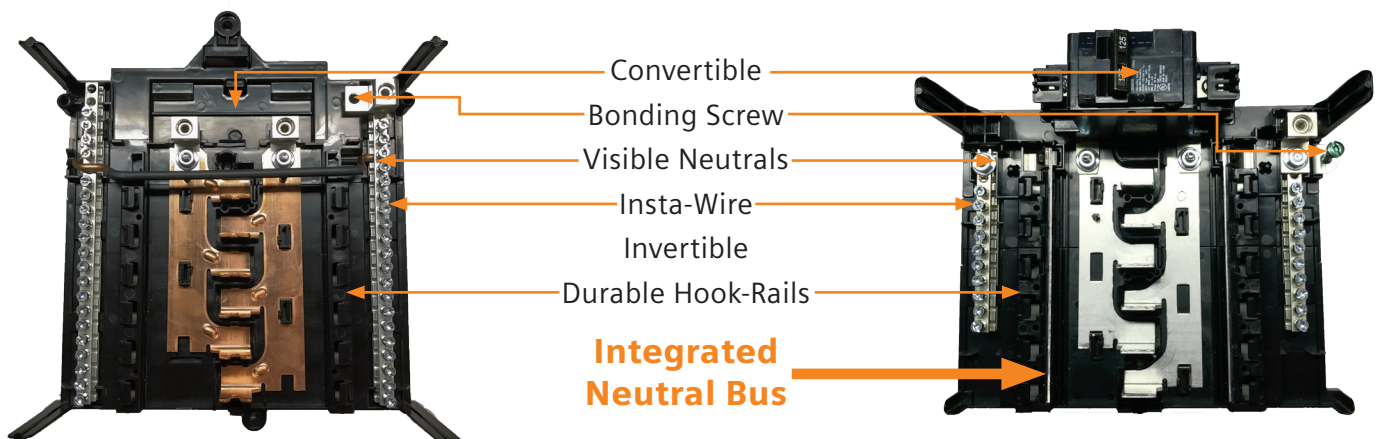 Convertible
Bonding Screw
Visible Neutrals
Insta-Wire
Invertible
Durable Hook-Rails
Integrated
Neutral Bus
125